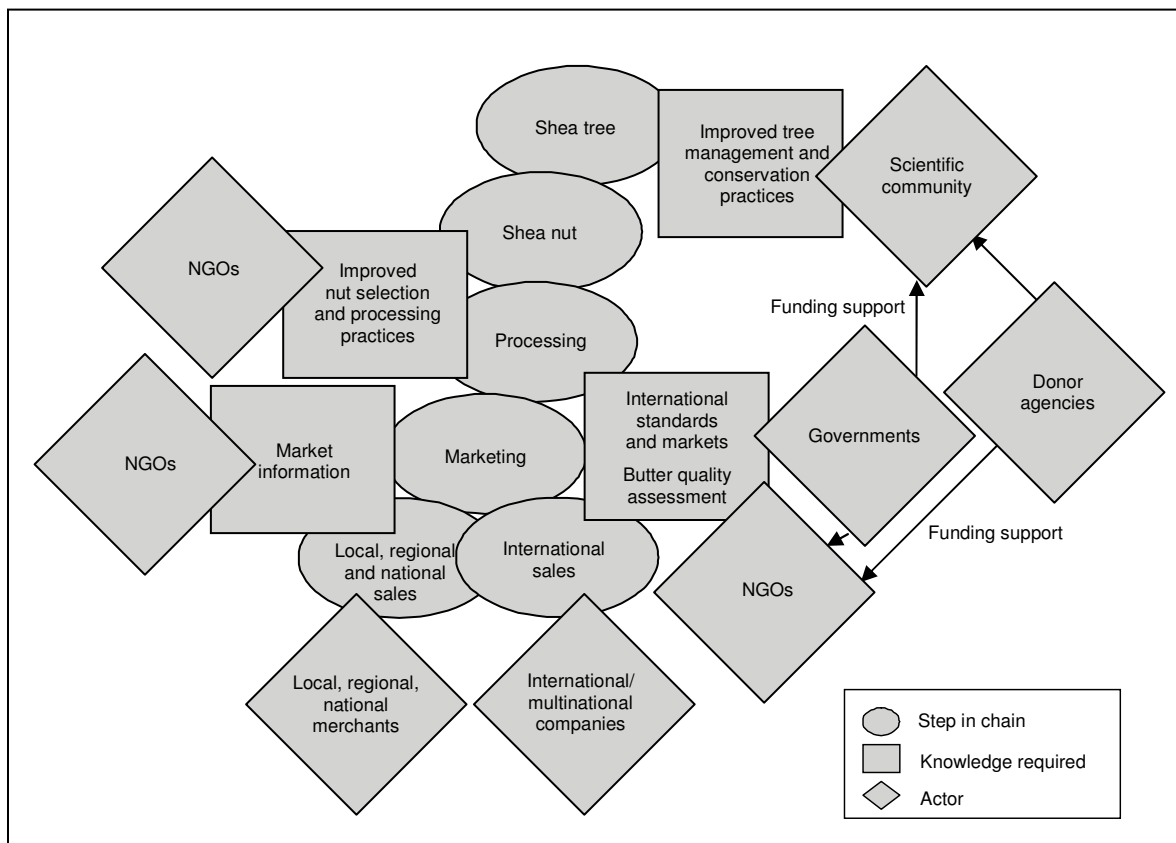 Shea tree
Improved tree
management and
conservation
practices
Scientific
community
Shea nut
NGOs
Improved
nut selection
and processing
practices
Funding support
Processing
Donor
agencies
International
standards
and markets
Butter quality
assessment
Governments
NGOs
Market
information
Marketing
Funding support
Local, regional
and national
sales
International
sales
NGOs
Local, regional,
national
merchants
International/
multinational
companies
Step in chain
Knowledge required
Actor